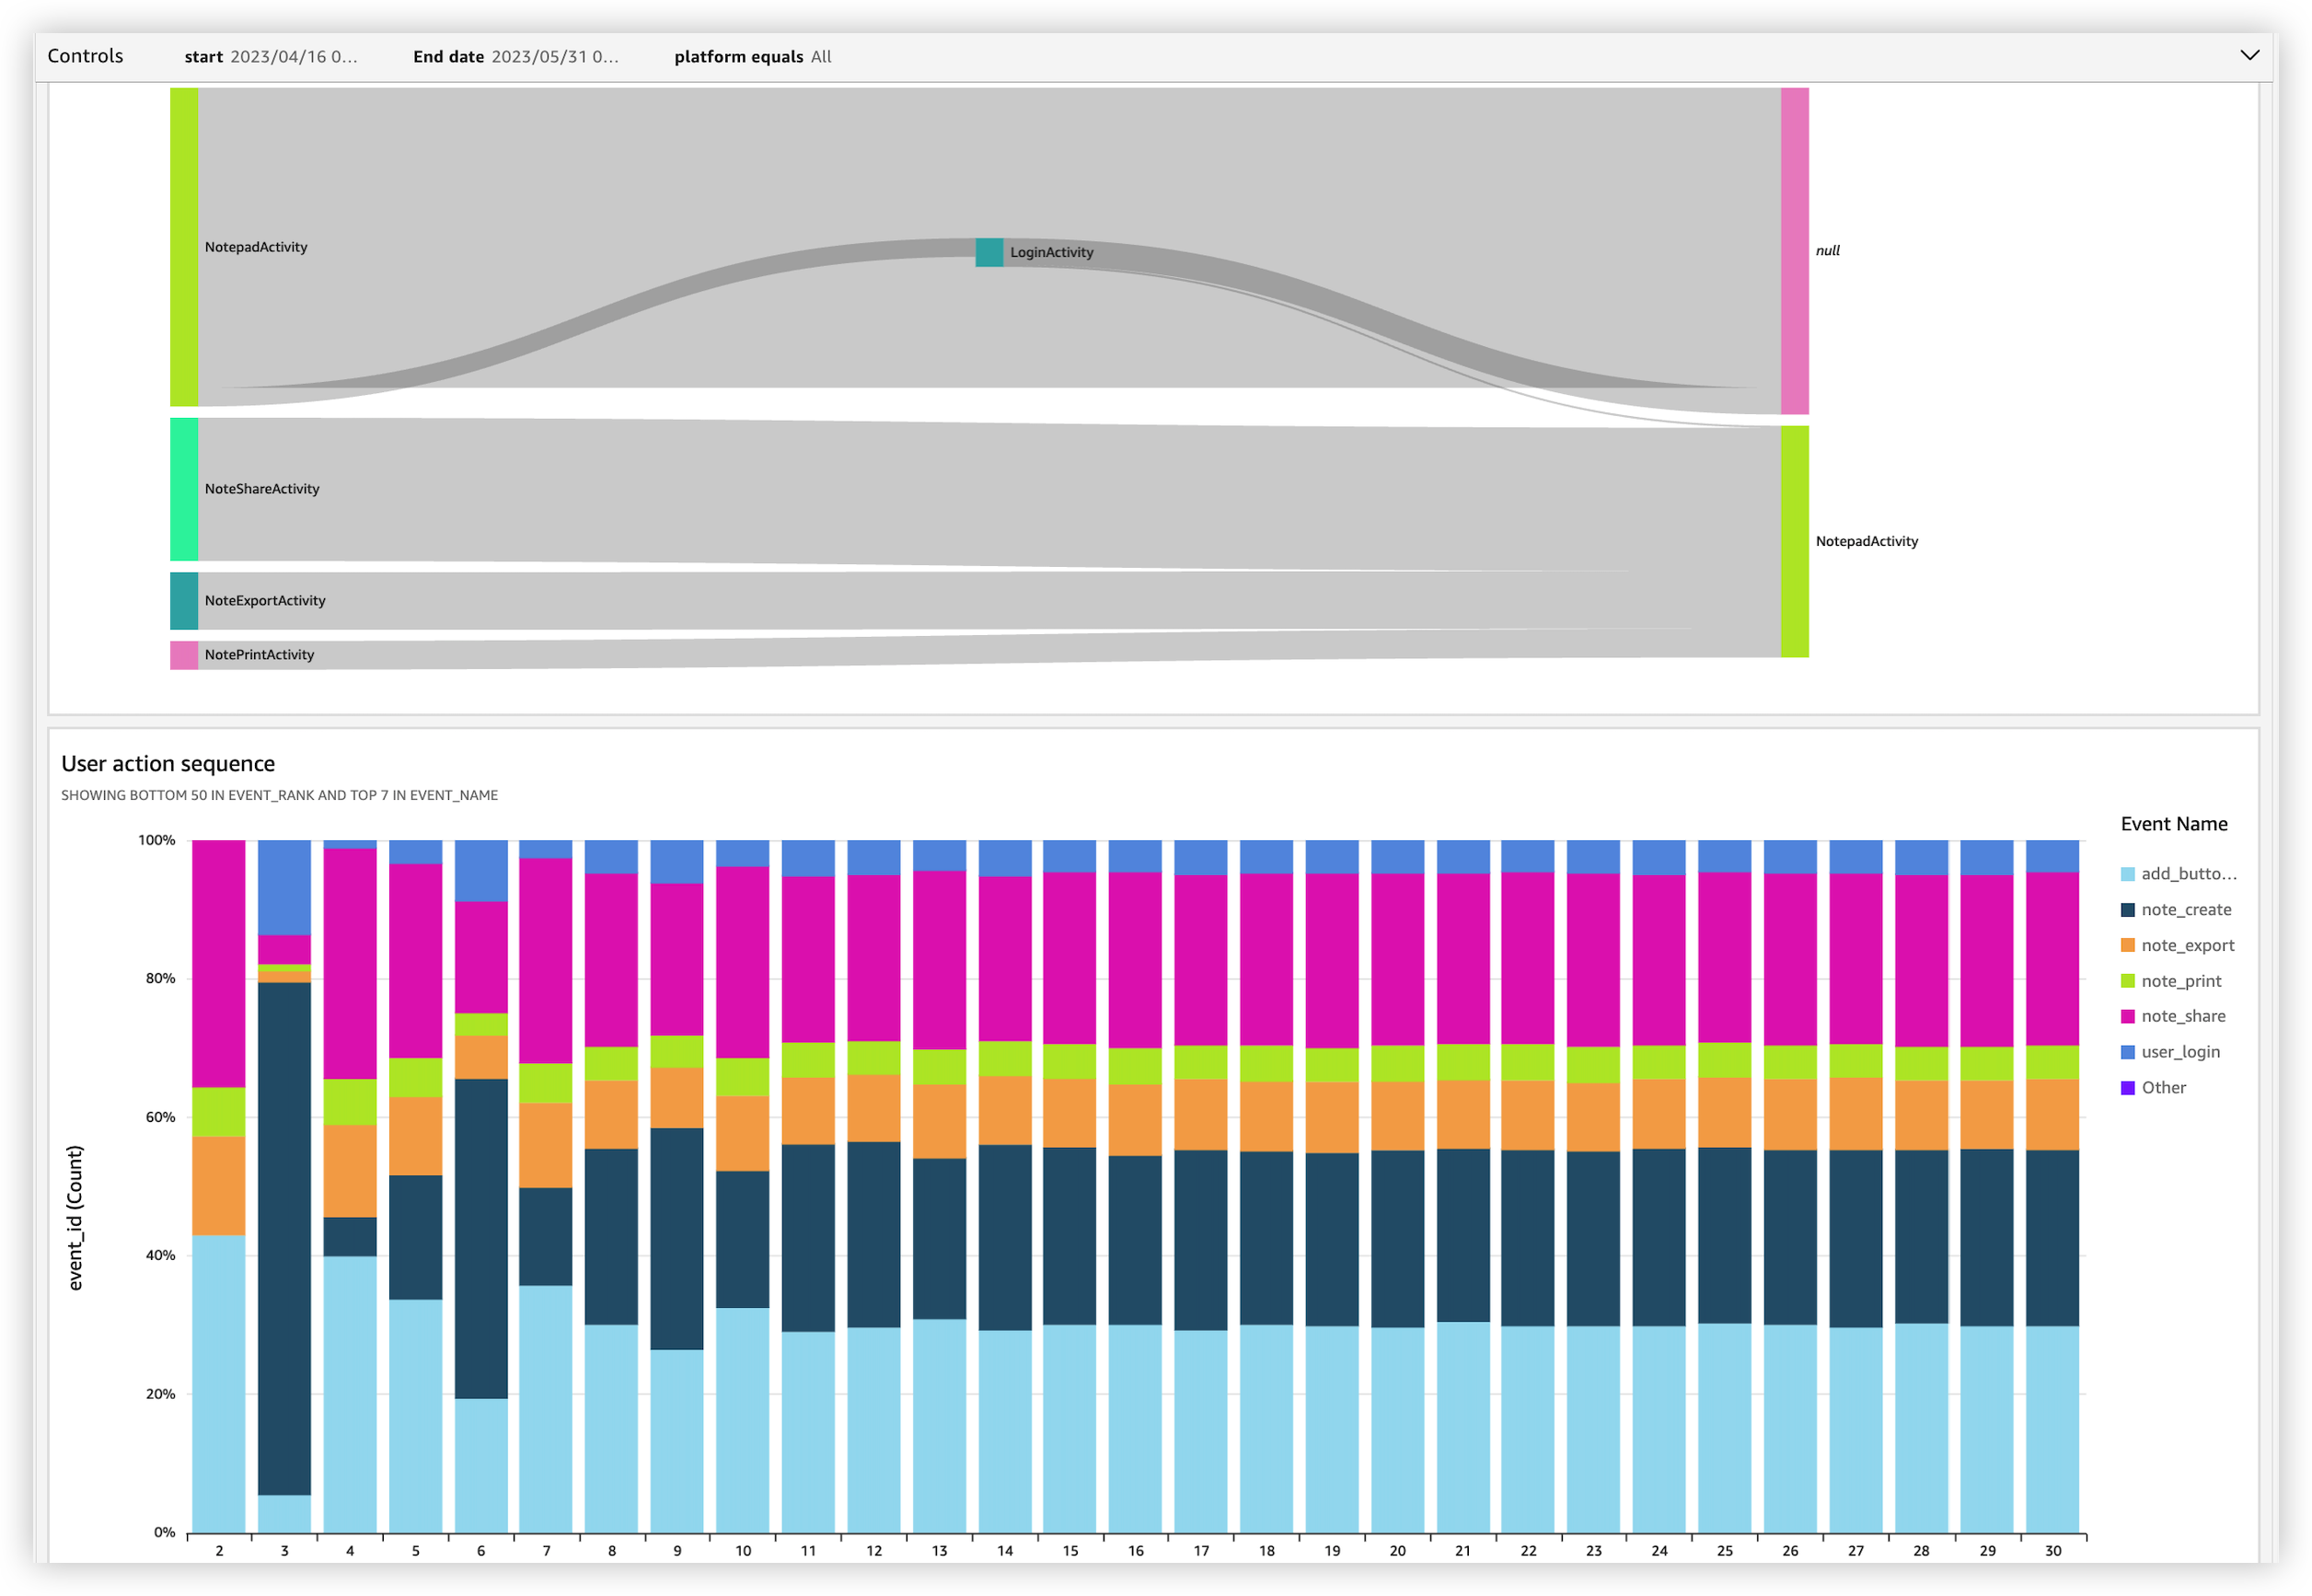 Controls start 2023/04/16 0... End date 2023/05/31 0... platform equals All
NotepadActivity
LoginActivity
null
NoteShareActivity
NotepadActivity
NoteExportActivity
NotePrintActivity
User action sequence
SHOWING BOTTOM 50 IN EVENT_RANK AND TOP 7 IN EVENT_NAME
Event Name
add_butto...
note_create
note_export
note_print
note_share
user_login
Other
event_id (Count)
100%
80%
60%
40%
20%
0%
2 3 4 5 6 7 8 9 10 11 12 13 14 15 16 17 18 19 20 21 22 23 24 25 26 27 28 29 30